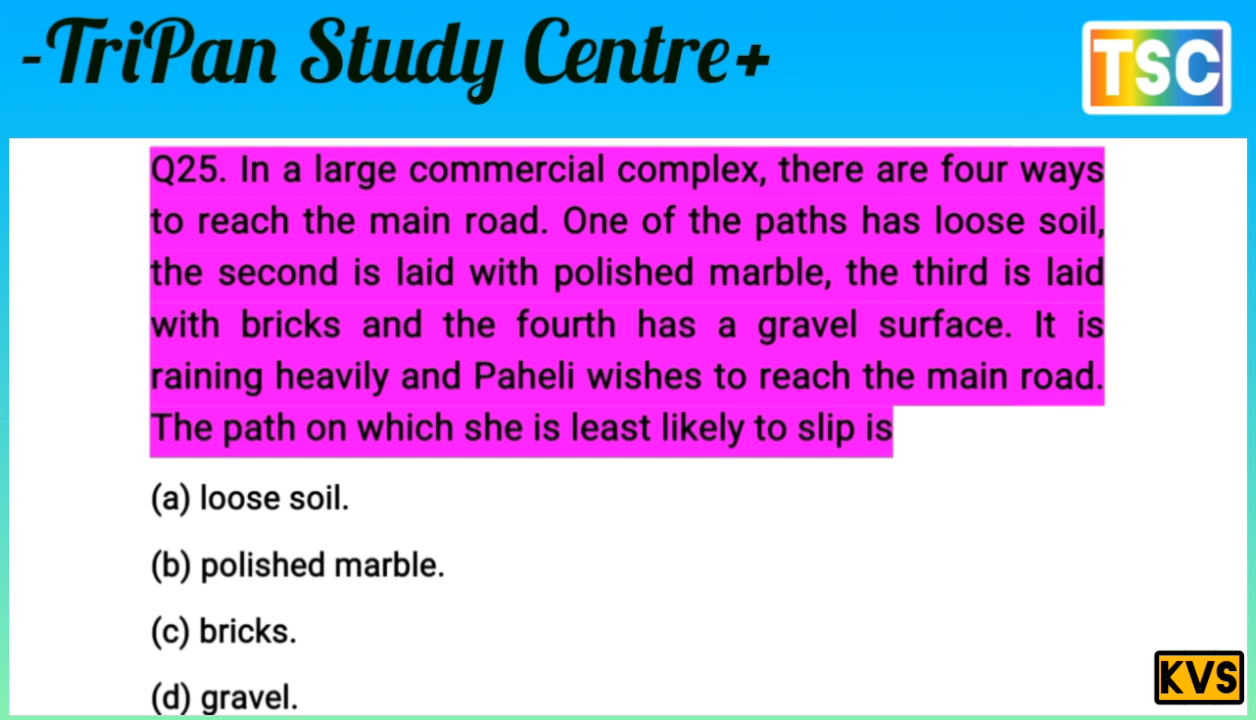 -TriPan Study Centre+
TSC
Q25. In a large commercial complex, there are four ways
to reach the main road. One of the paths has loose soil,
the second is laid with polished marble, the third is laid
with bricks and the fourth has a gravel surface. It is
raining heavily and Paheli wishes to reach the main road.
The path on which she is least likely to slip is
(a) loose soil.
(b) polished marble.
(c) bricks.
(d) gravel.
KVS